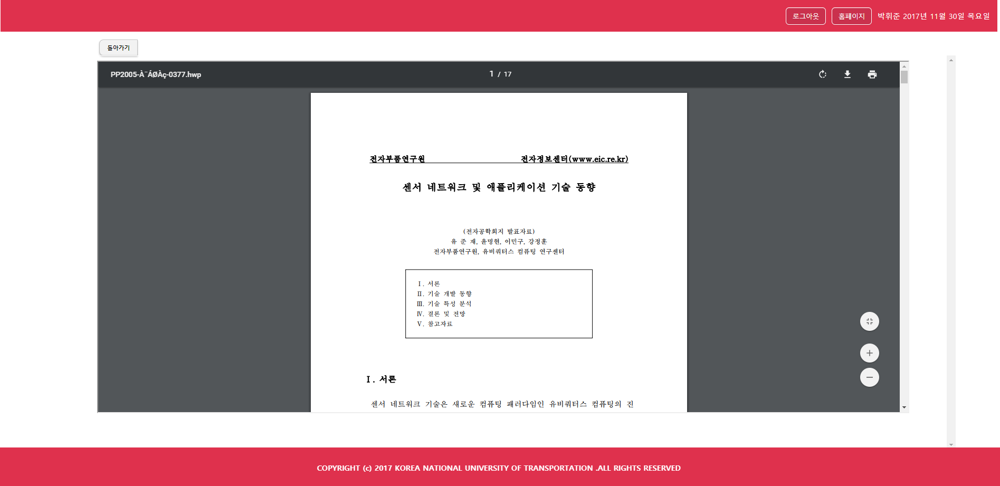 로그아웃 홈페이지 박휘준 2017년 11월 30일 목요일
돌아가기
PP2005-À¯ÁØÀç-0377.hwp 1 / 17
전자부품연구원 전자정보센터(www.eic.re.kr)
센서 네트워크 및 애플리케이션 기술 동향
(전자공학회지 발표자료)
유 준 재, 윤명현, 이민구, 강정훈
전자부품연구원, 유비쿼터스 컴퓨팅 연구센터
Ⅰ. 서론
Ⅱ. 기술 개발 동향
Ⅲ. 기술 특성 분석
Ⅳ. 결론 및 전망
Ⅴ. 참고자료
Ⅰ. 서론
센서 네트워크 기술은 새로운 컴퓨팅 패러다임인 유비쿼터스 컴퓨팅의 진
COPYRIGHT (c) 2017 KOREA NATIONAL UNIVERSITY OF TRANSPORTATION .ALL RIGHTS RESERVED